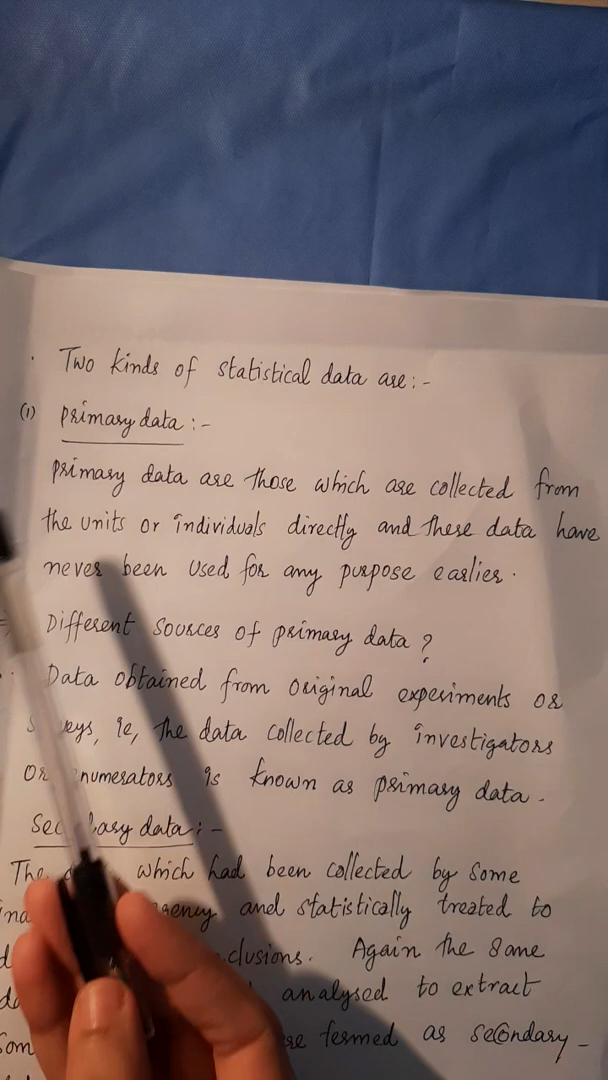 . Two kinds of statistical data are:-
(1) primary data :-
primary data are those which are collected from
the units or individuals directly and these data have
never been used for any purpose earlier.
Different sources of primary data ?
Data obtained from original experiments or
ie, the data collected by investigators
or enumerators is known as primary data.
data:-
The which had been collected by some
and statistically treated to
Again the same
analysed to extract
termed as secondary-